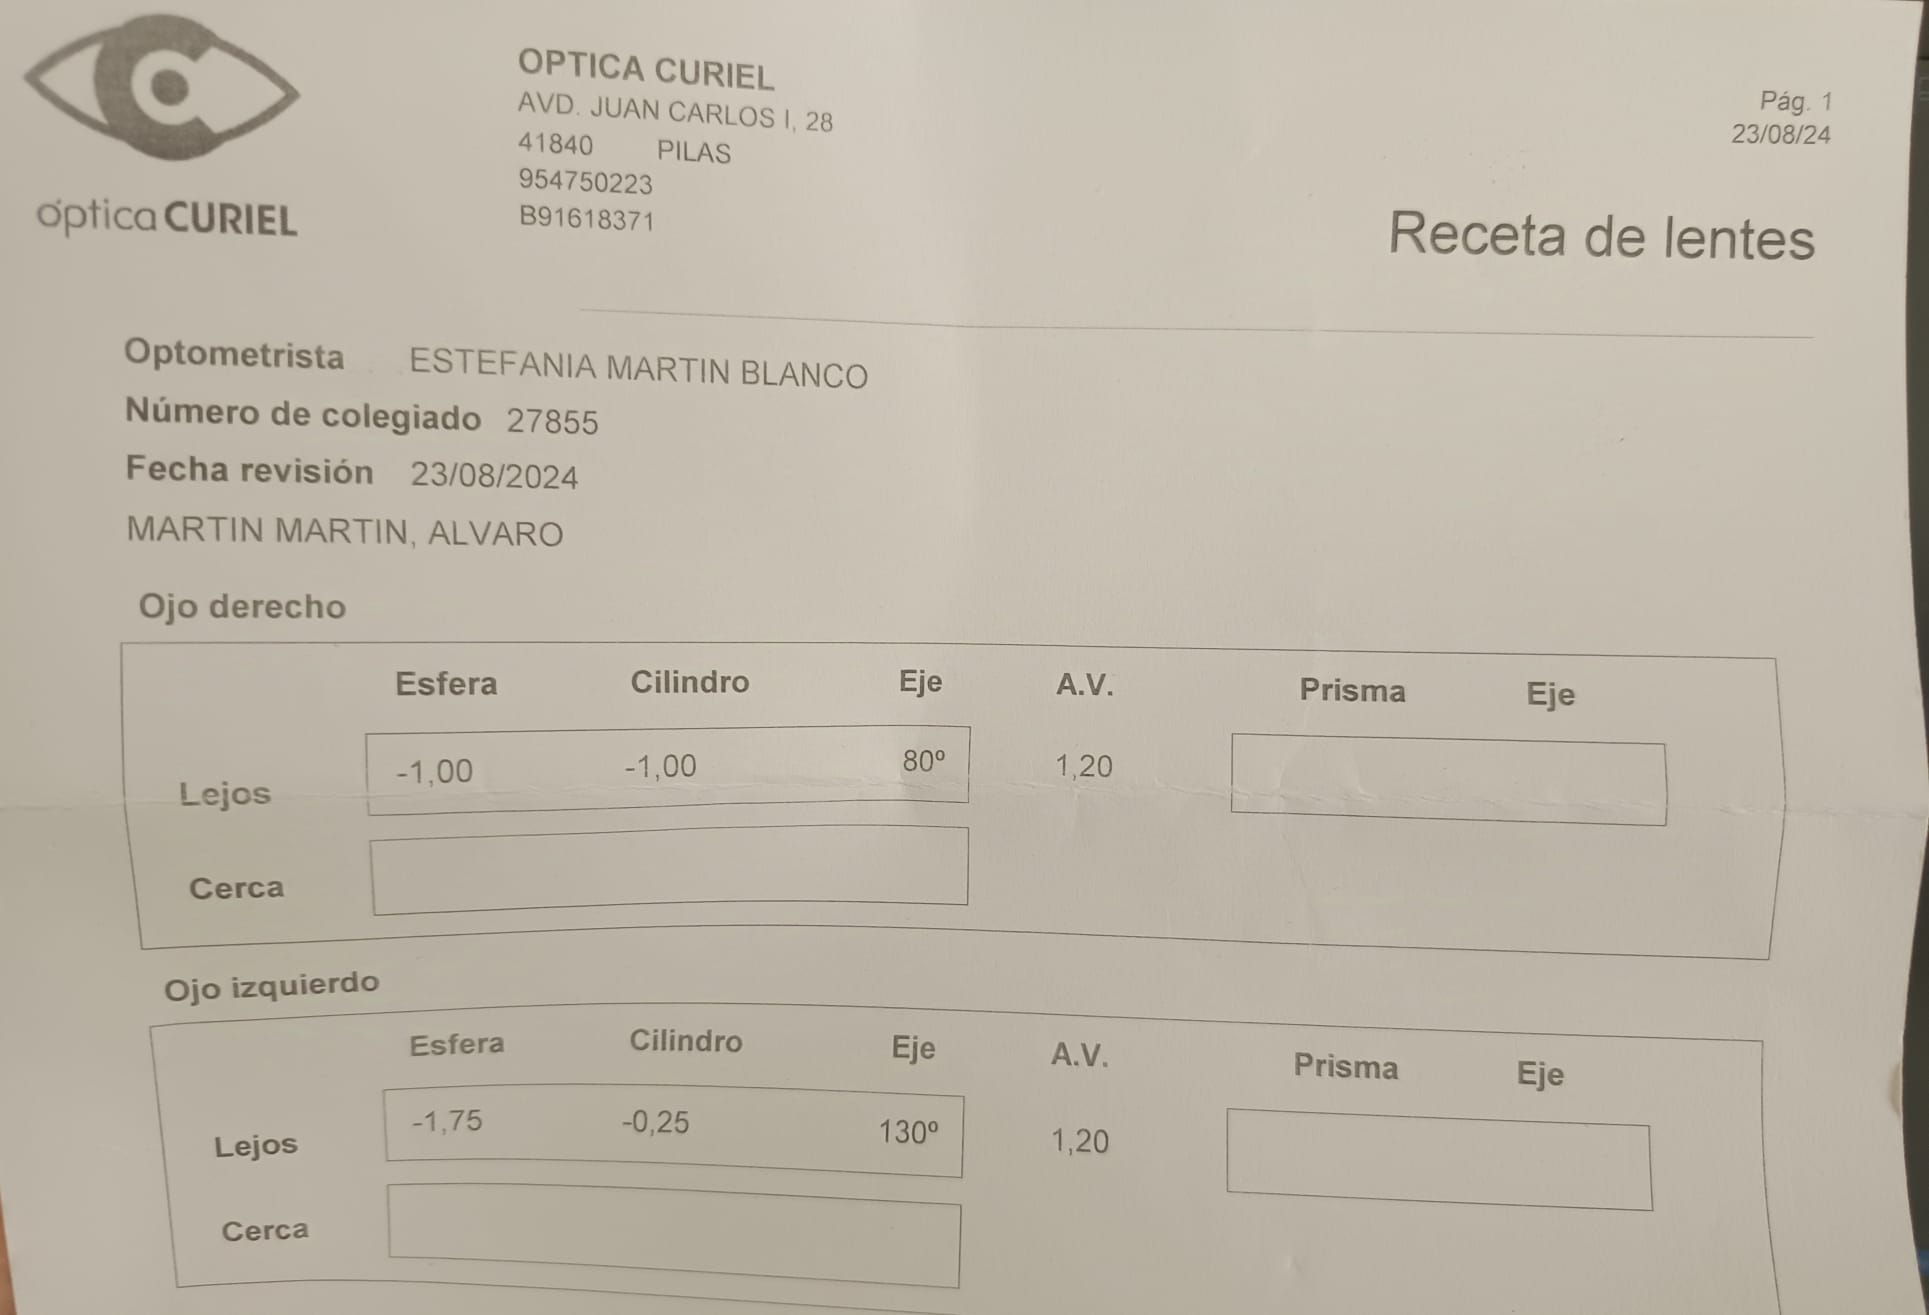 ópticaCURIEL
OPTICA CURIEL
AVD. JUAN CARLOS I, 28
41840 PILAS
954750223
B91618371
Pág. 1
23/08/24
Receta de lentes
Optometrista ESTEFANIA MARTIN BLANCO
Número de colegiado 27855
Fecha revisión 23/08/2024
MARTIN MARTIN, ALVARO
Ojo derecho
Esfera Cilindro Eje A.V. Prisma Eje
Lejos -1,00 -1,00 80º 1,20
Cerca
Ojo izquierdo
Esfera Cilindro Eje A.V. Prisma Eje
Lejos -1,75 -0,25 130º 1,20
Cerca